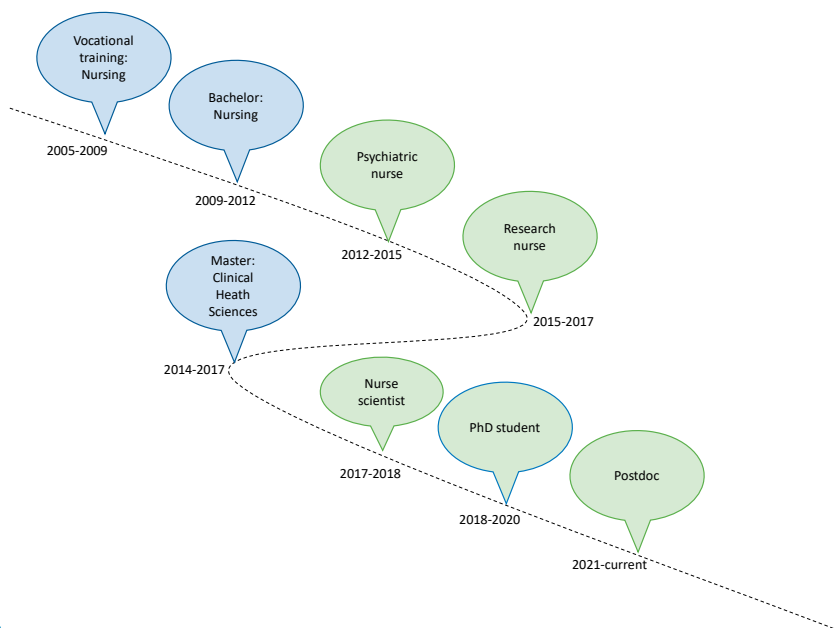 Vocational
training:
Nursing
2005-2009
Bachelor:
Nursing
2009-2012
Psychiatric
nurse
2012-2015
Research
nurse
2015-2017
Master:
Clinical
Heath
Sciences
2014-2017
Nurse
scientist
2017-2018
PhD student
2018-2020
Postdoc
2021-current